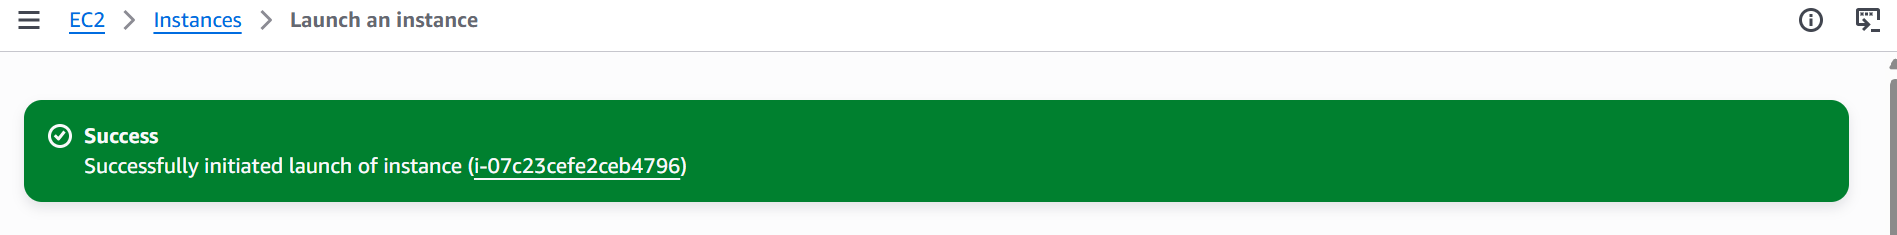 EC2 > Instances > Launch an instance
Success
Successfully initiated launch of instance (i-07c23cefe2ceb4796)